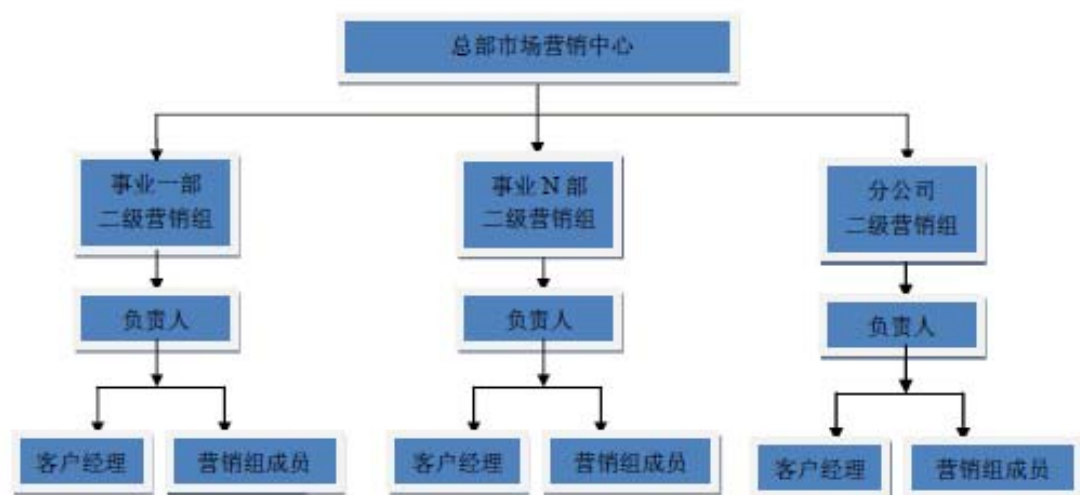 总部市场营销中心
事业一部
二级营销组
事业 N 部
二级营销组
分公司
二级营销组
负责人
负责人
负责人
客户经理
营销组成员
客户经理
营销组成员
客户经理
营销组成员